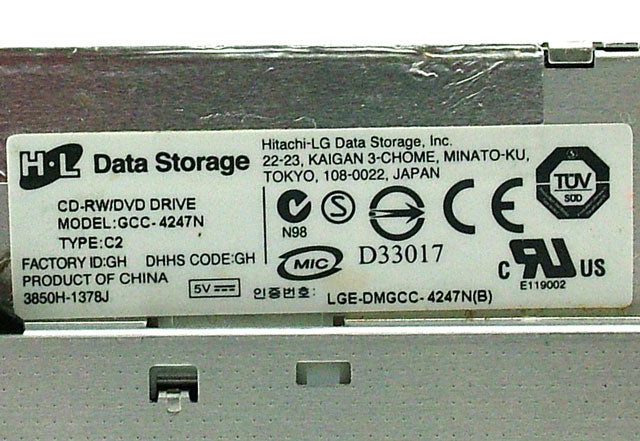 H·L Data Storage
Hitachi-LG Data Storage, Inc.
22-23, KAIGAN 3-CHOME, MINATO-KU,
TOKYO, 108-0022, JAPAN
CD-RW/DVD DRIVE
MODEL:GCC-4247N
TYPE:C2
FACTORY ID:GH DHHS CODE:GH
PRODUCT OF CHINA
3850H-1378J
5V
N98
S
CE
TÜV
SÜD
MIC
D33017
c RU US
E119002
인증번호: LGE-DMGCC-4247N(B)